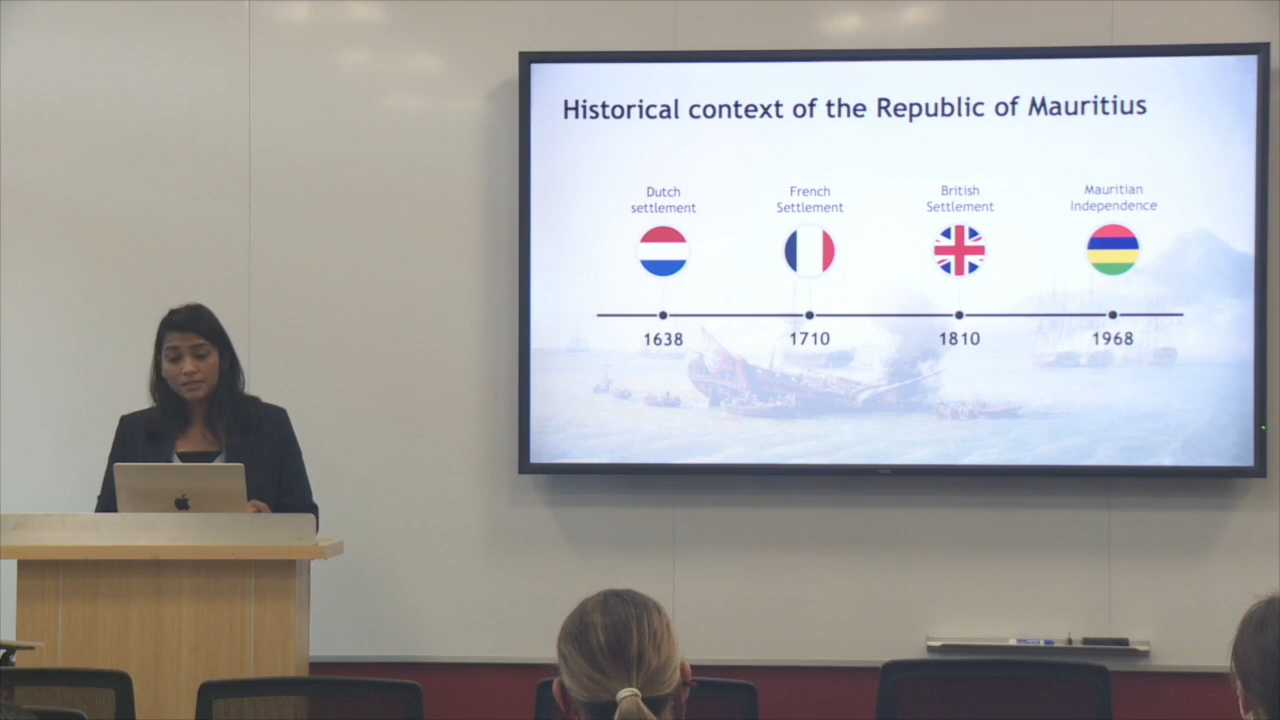 Historical context of the Republic of Mauritius
Dutch
settlement
French
Settlement
British
Settlement
Mauritian
Independence
1638
1710
1810
1968